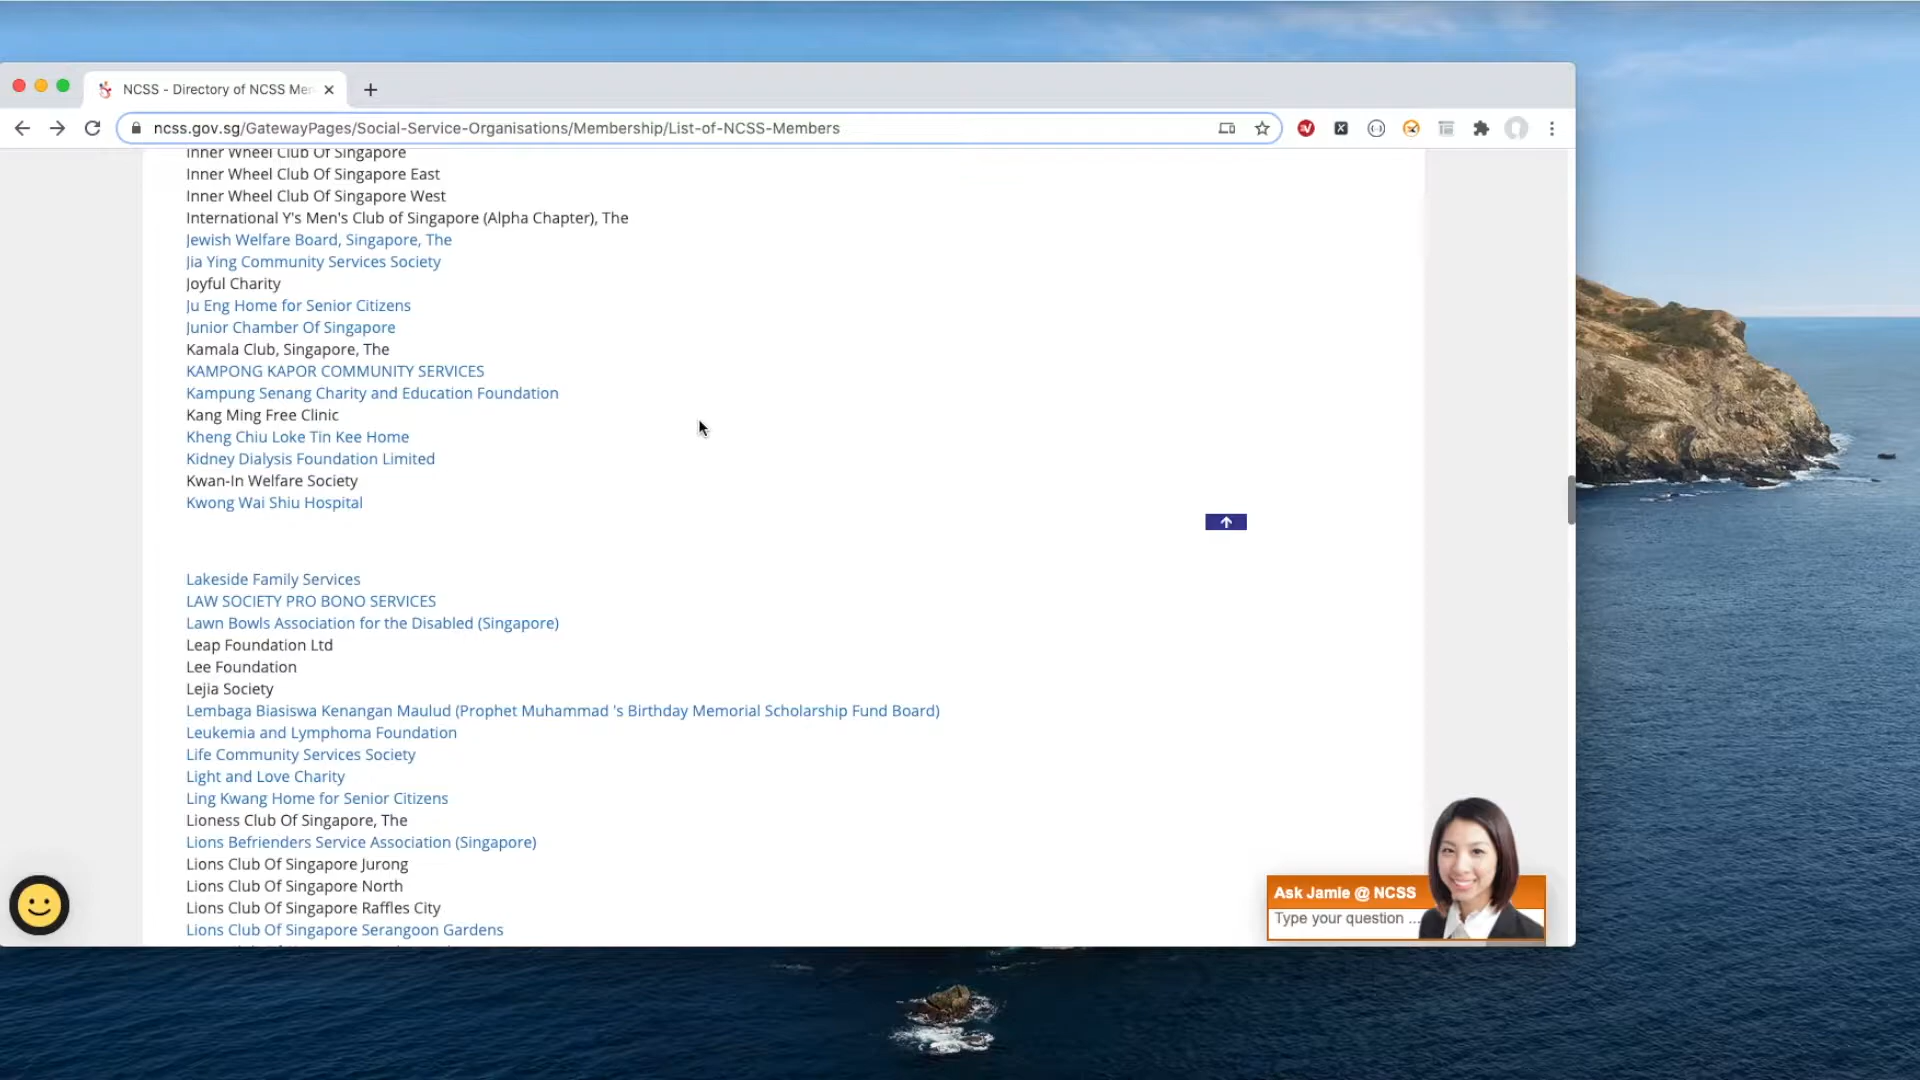 NCSS - Directory of NCSS Mem
ncss.gov.sg/GatewayPages/Social-Service-Organisations/Membership/List-of-NCSS-Members
Inner Wheel Club Of Singapore
Inner Wheel Club Of Singapore East
Inner Wheel Club Of Singapore West
International Y's Men's Club of Singapore (Alpha Chapter), The
Jewish Welfare Board, Singapore, The
Jia Ying Community Services Society
Joyful Charity
Ju Eng Home for Senior Citizens
Junior Chamber Of Singapore
Kamala Club, Singapore, The
KAMPONG KAPOR COMMUNITY SERVICES
Kampung Senang Charity and Education Foundation
Kang Ming Free Clinic
Kheng Chiu Loke Tin Kee Home
Kidney Dialysis Foundation Limited
Kwan-In Welfare Society
Kwong Wai Shiu Hospital
Lakeside Family Services
LAW SOCIETY PRO BONO SERVICES
Lawn Bowls Association for the Disabled (Singapore)
Leap Foundation Ltd
Lee Foundation
Lejia Society
Lembaga Biasiswa Kenangan Maulud (Prophet Muhammad 's Birthday Memorial Scholarship Fund Board)
Leukemia and Lymphoma Foundation
Life Community Services Society
Light and Love Charity
Ling Kwang Home for Senior Citizens
Lioness Club Of Singapore, The
Lions Befrienders Service Association (Singapore)
Lions Club Of Singapore Jurong
Lions Club Of Singapore North
Lions Club Of Singapore Raffles City
Lions Club Of Singapore Serangoon Gardens
Ask Jamie @ NCSS
Type your question ...